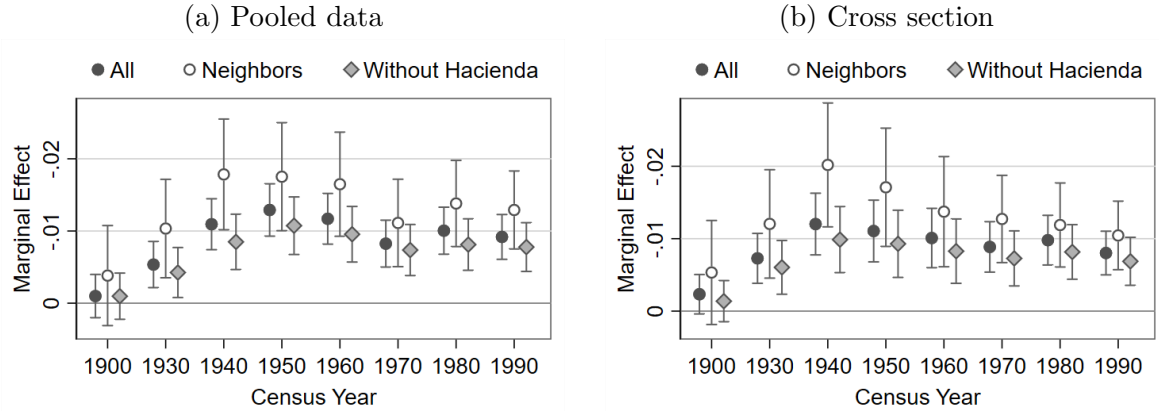 (a) Pooled data
All Neighbors Without Hacienda
Marginal Effect
-.02
-.01
0
1900 1930 1940 1950 1960 1970 1980 1990
Census Year
(b) Cross section
All Neighbors Without Hacienda
Marginal Effect
-.02
-.01
0
1900 1930 1940 1950 1960 1970 1980 1990
Census Year